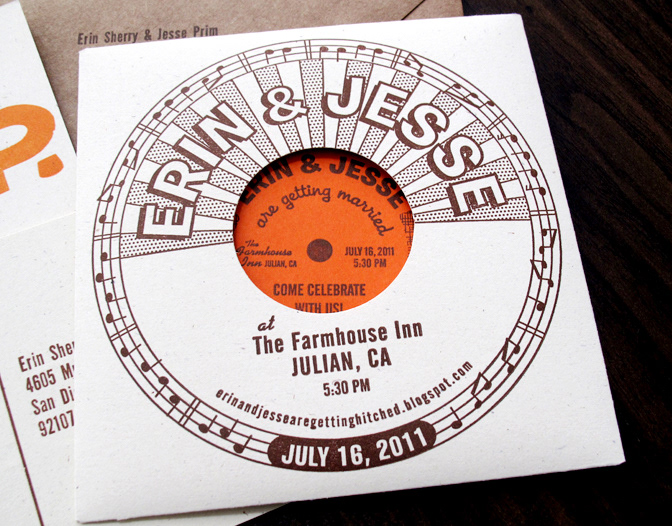 Erin Sherry & Jesse Prim
P.
ERIN & JESSE
ERIN & JESSE
are getting married
The
Farmhouse
Inn JULIAN, CA
JULY 16, 2011
5:30 PM
COME CELEBRATE
WITH US!
at
The Farmhouse Inn
JULIAN, CA
5:30 PM
erinandjessearegettinghitched.blogspot.com
JULY 16, 2011
Erin Sher
4605 M
San Di
92107